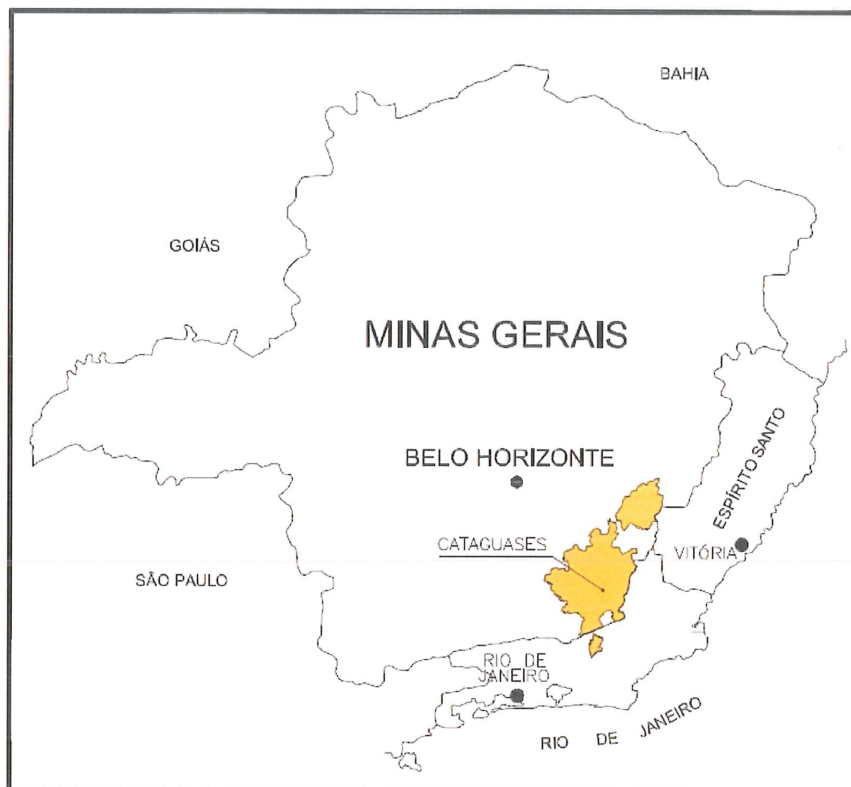 BAHIA
GOIÁS
MINAS GERAIS
BELO HORIZONTE
ESPÍRITO SANTO
CATAGUASES
VITÓRIA
SÃO PAULO
RIO DE
JANEIRO
RIO DE JANEIRO